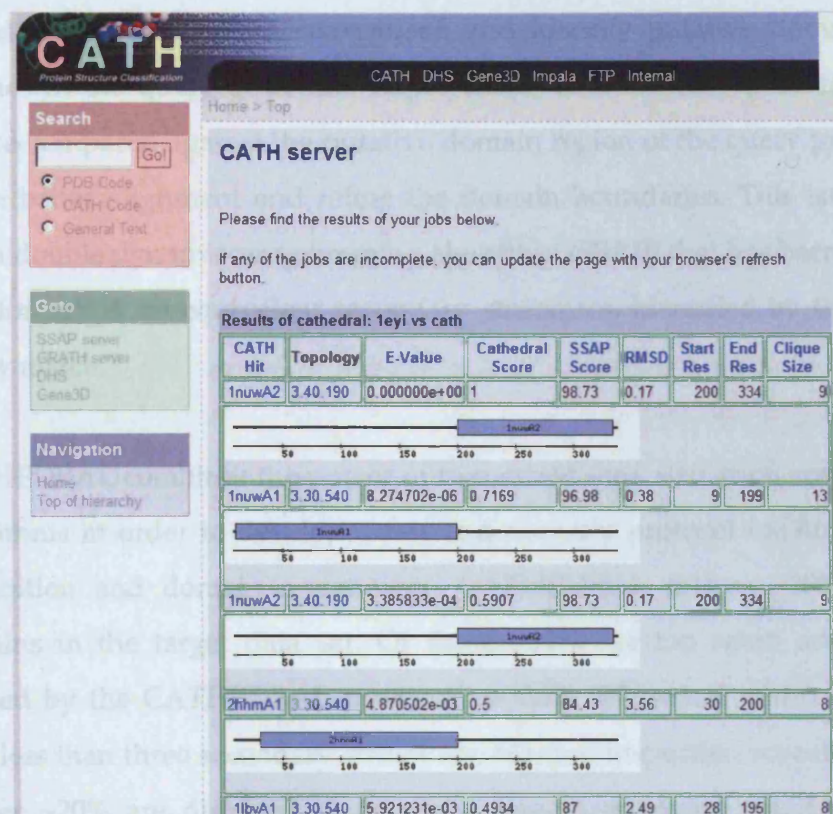 CATH
Protein Structure Classification
CATH DHS Gene3D Impala FTP Internal
Home > Top
Search
Go!
PDB Code
CATH Code
General Text
Goto
SSAP server
GRATH server
DHS
Gene3D
Navigation
Home
Top of hierarchy
CATH server
Please find the results of your jobs below.
If any of the jobs are incomplete, you can update the page with your browser's refresh
button.
Results of cathedral: 1eyi vs cath
CATH Hit Topology E-Value Cathedral Score SSAP Score RMSD Start Res End Res Clique Size
1nuwA2 3.40.190 0.000000e+00 1 98.73 0.17 200 334 9
1nuwA2
50 100 150 200 250 300
1nuwA1 3.30.540 8.274702e-06 0.7169 96.98 0.38 9 199 13
1nuwA1
50 100 150 200 250 300
1nuwA2 3.40.190 3.385833e-04 0.5907 98.73 0.17 200 334 9
1nuwA2
50 100 150 200 250 300
2hhmA1 3.30.540 4.870502e-03 0.5 84.43 3.56 30 200 8
2hhmA1
50 100 150 200 250 300
1lbvA1 3.30.540 5.921231e-03 0.4934 87 2.49 28 195 8